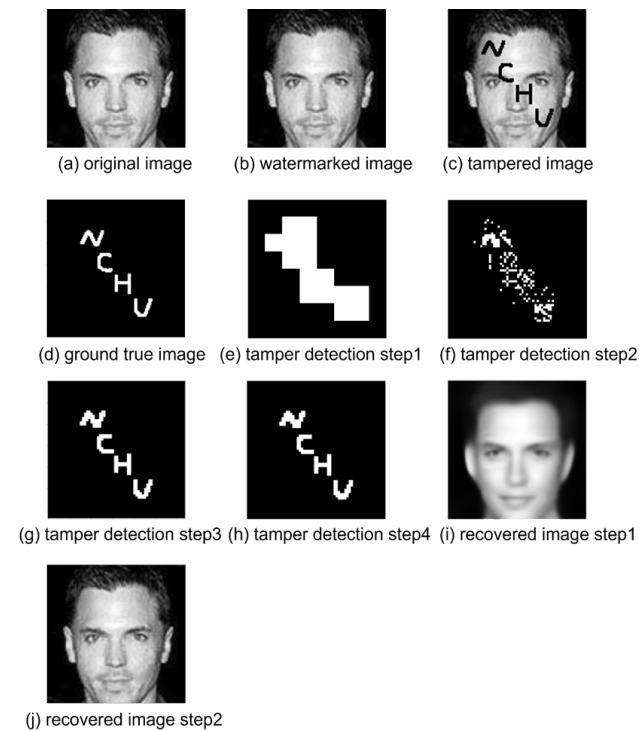 N
C
H
U
(a) original image
(b) watermarked image
(c) tampered image
N
C
H
U
(d) ground true image
(e) tamper detection step1
(f) tamper detection step2
N
C
H
U
N
C
H
U
(g) tamper detection step3
(h) tamper detection step4
(i) recovered image step1
(j) recovered image step2